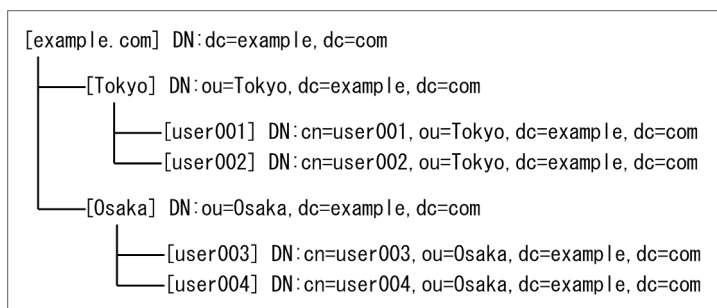 [example.com] DN:dc=example,dc=com
[Tokyo] DN:ou=Tokyo,dc=example,dc=com
[user001] DN:cn=user001,ou=Tokyo,dc=example,dc=com
[user002] DN:cn=user002,ou=Tokyo,dc=example,dc=com
[Osaka] DN:ou=Osaka,dc=example,dc=com
[user003] DN:cn=user003,ou=Osaka,dc=example,dc=com
[user004] DN:cn=user004,ou=Osaka,dc=example,dc=com